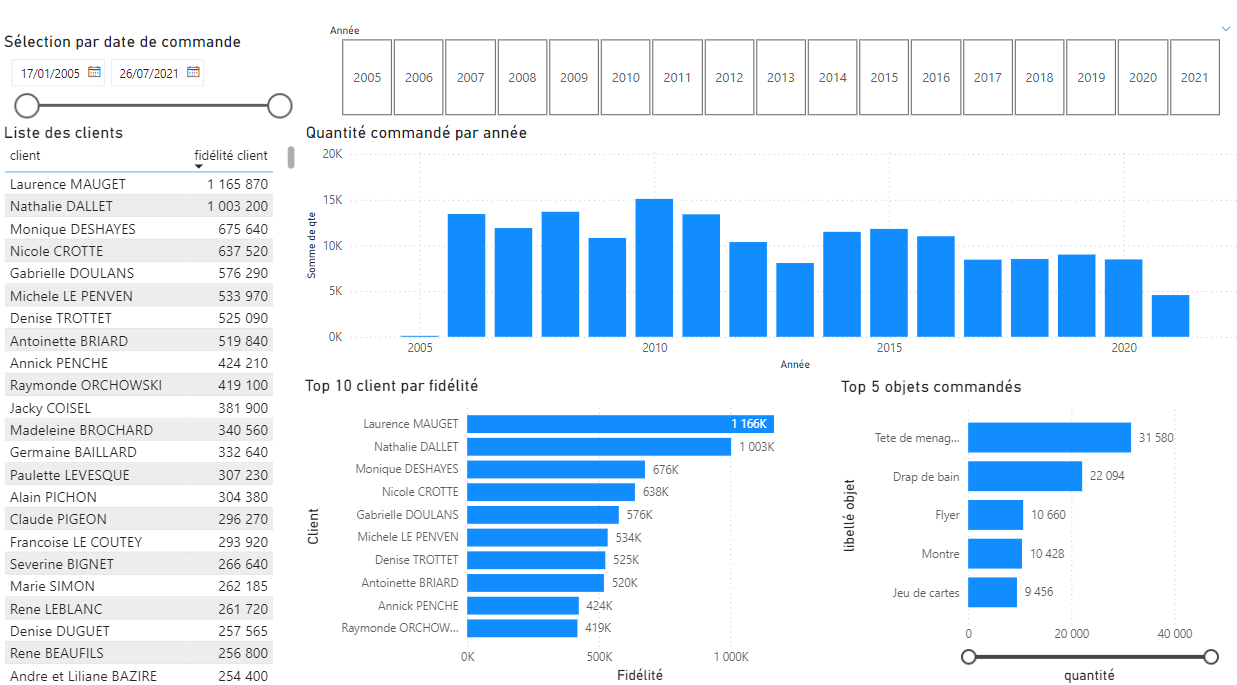 Sélection par date de commande
17/01/2005 26/07/2021
Année
2005 2006 2007 2008 2009 2010 2011 2012 2013 2014 2015 2016 2017 2018 2019 2020 2021
Liste des clients
client fidélité client
Laurence MAUGET 1 165 870
Nathalie DALLET 1 003 200
Monique DESHAYES 675 640
Nicole CROTTE 637 520
Gabrielle DOULANS 576 290
Michele LE PENVEN 533 970
Denise TROTTET 525 090
Antoinette BRIARD 519 840
Annick PENCHE 424 210
Raymonde ORCHOWSKI 419 100
Jacky COISEL 381 900
Madeleine BROCHARD 340 560
Germaine BAILLARD 332 640
Paulette LEVESQUE 307 230
Alain PICHON 304 380
Claude PIGEON 296 270
Francoise LE COUTEY 293 920
Severine BIGNET 266 640
Marie SIMON 262 185
Rene LEBLANC 261 720
Denise DUGUET 257 565
Rene BEAUFILS 256 800
Andre et Liliane BAZIRE 254 400
Quantité commandé par année
Somme de qte
20K
15K
10K
5K
0K
2005 2010 2015 2020
Année
Top 10 client par fidélité
Client
Laurence MAUGET 1 166K
Nathalie DALLET 1 003K
Monique DESHAYES 676K
Nicole CROTTE 638K
Gabrielle DOULANS 576K
Michele LE PENVEN 534K
Denise TROTTET 525K
Antoinette BRIARD 520K
Annick PENCHE 424K
Raymonde ORCHOW... 419K
0K 500K 1 000K
Fidélité
Top 5 objets commandés
libellé objet
Tete de menag... 31 580
Drap de bain 22 094
Flyer 10 660
Montre 10 428
Jeu de cartes 9 456
0 20 000 40 000
quantité